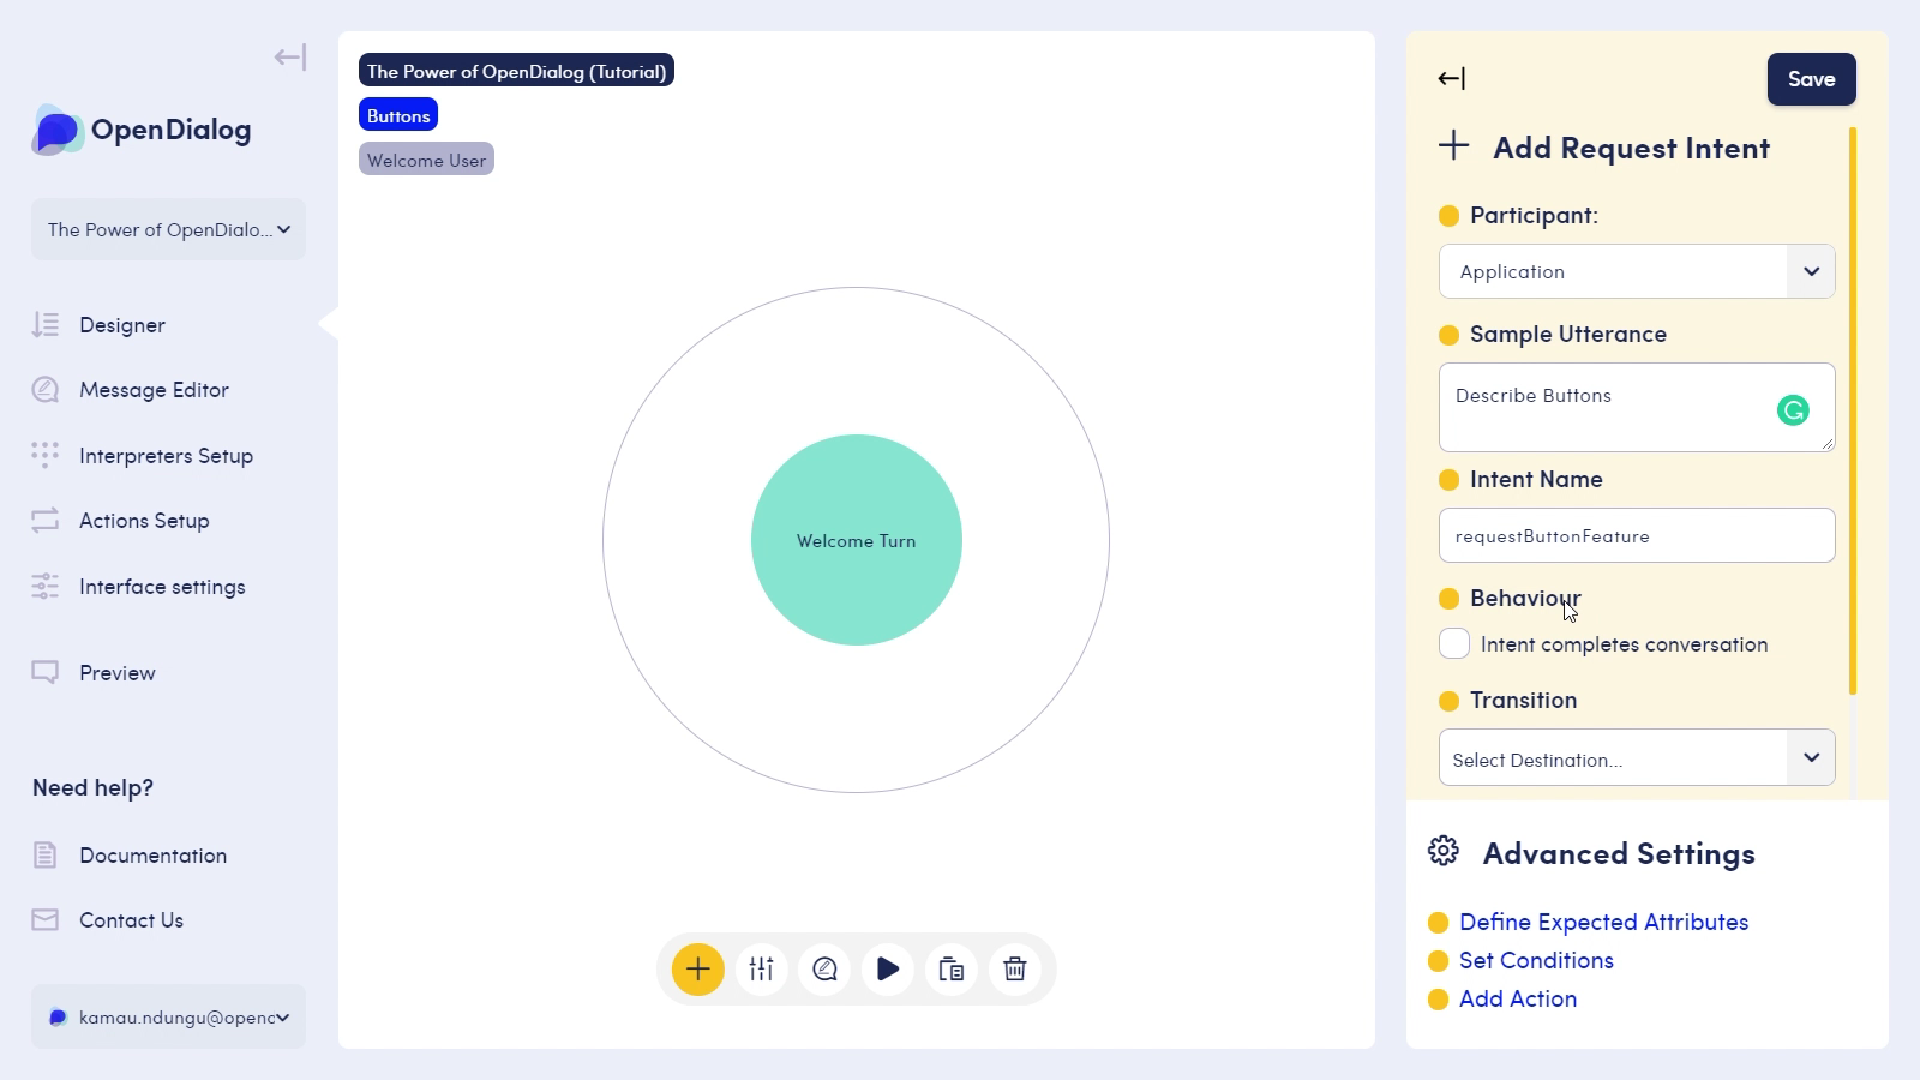 OpenDialog
The Power of OpenDialo...
Designer
Message Editor
Interpreters Setup
Actions Setup
Interface settings
Preview
Need help?
Documentation
Contact Us
kamau.ndungu@openc
The Power of OpenDialog (Tutorial)
Buttons
Welcome User
Welcome Turn
Save
Add Request Intent
Participant:
Application
Sample Utterance
Describe Buttons
Intent Name
requestButtonFeature
Behaviour
Intent completes conversation
Transition
Select Destination...
Advanced Settings
Define Expected Attributes
Set Conditions
Add Action